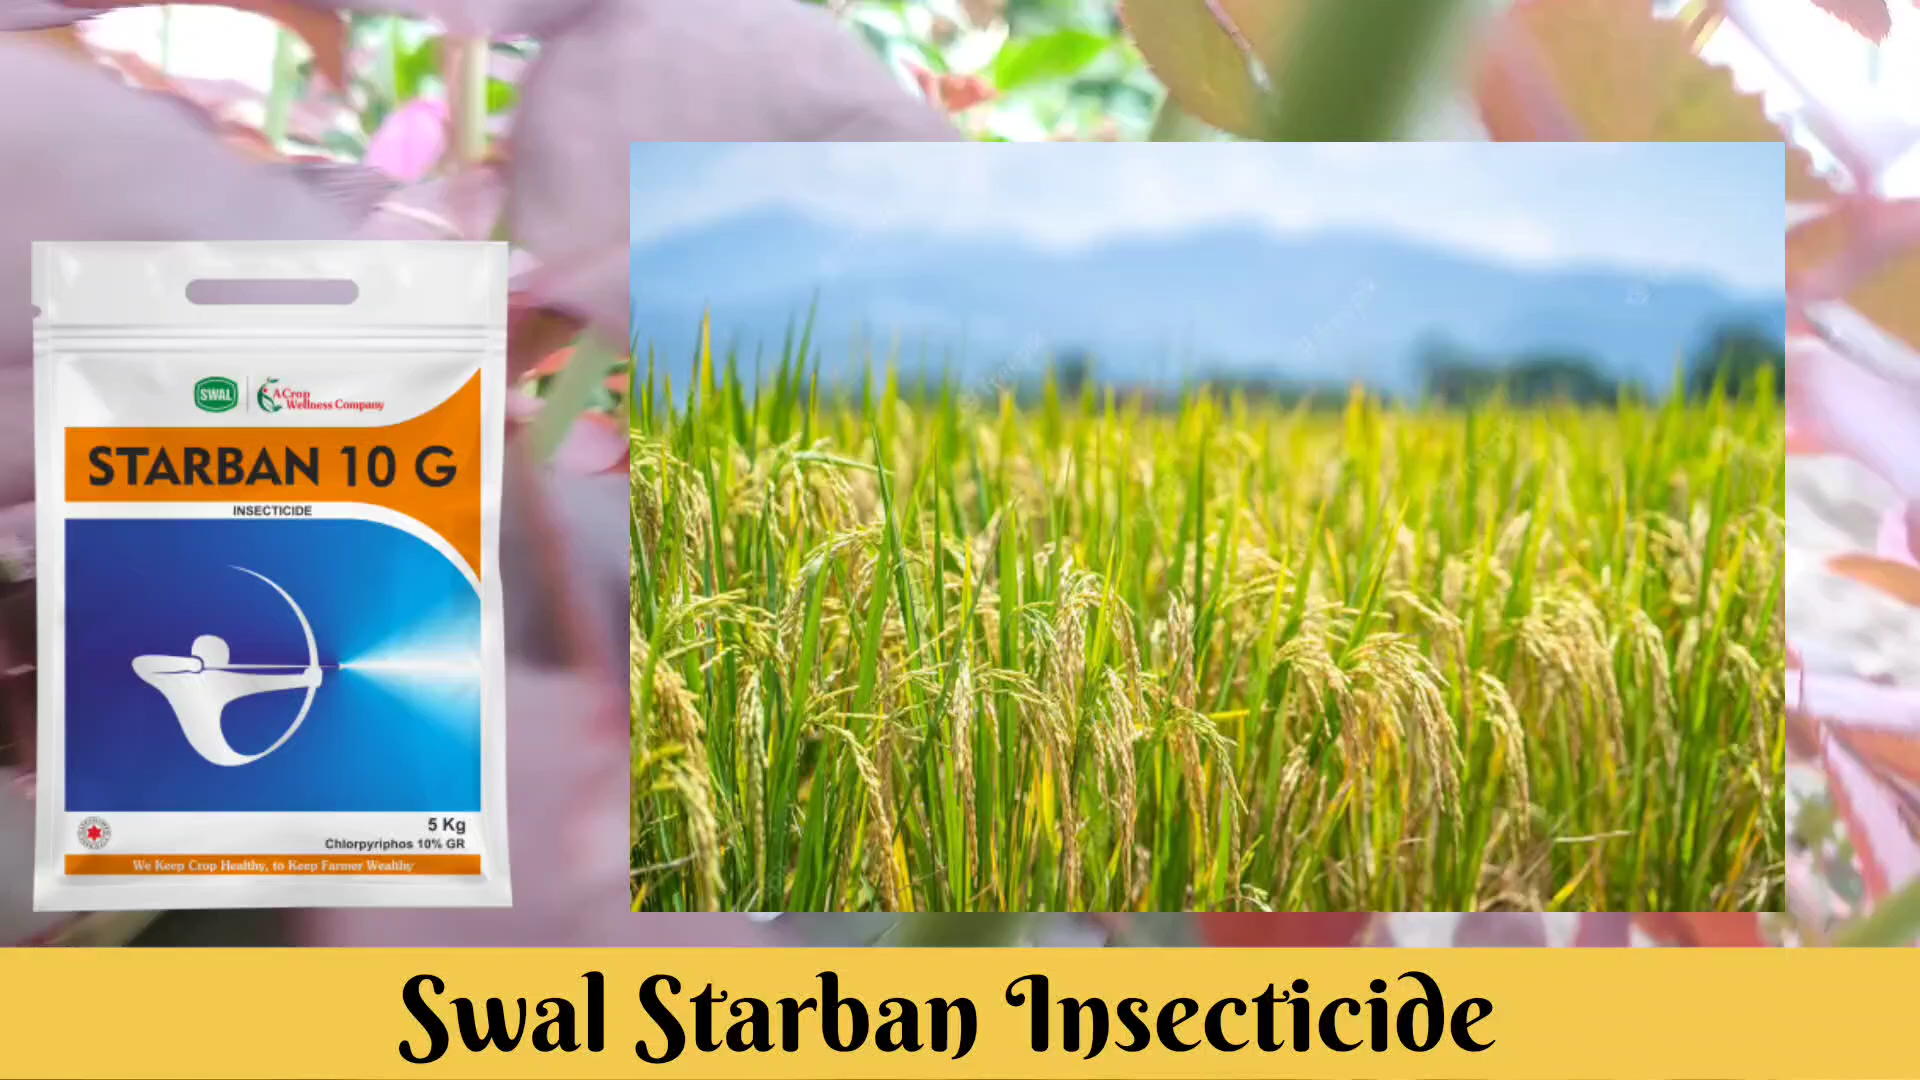 SWAL
A Crop
Wellness Company
STARBAN 10 G
INSECTICIDE
5 Kg
Chlorpyriphos 10% GR
We Keep Crop Healthy, to Keep Farmer Wealthy
Swal Starban Insecticide